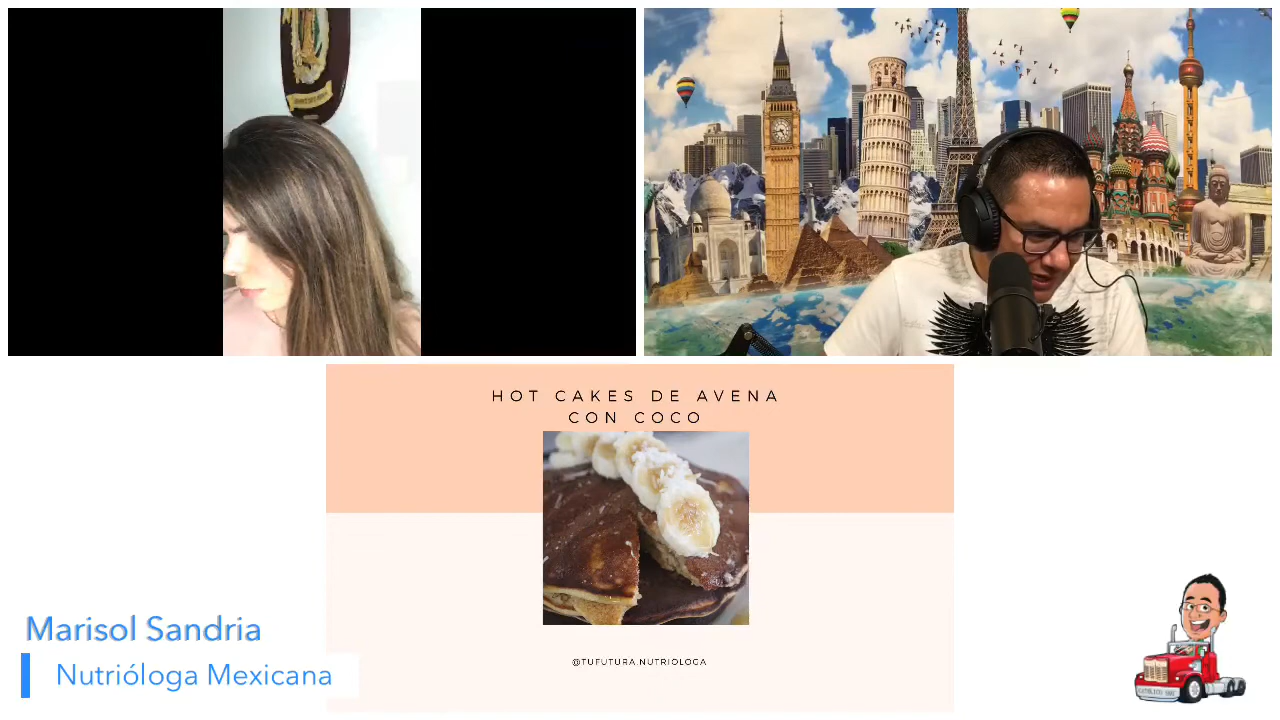 HOT CAKES DE AVENA
CON COCO
@TUFUTURA.NUTRIOLOGA
Marisol Sandria
Nutrióloga Mexicana